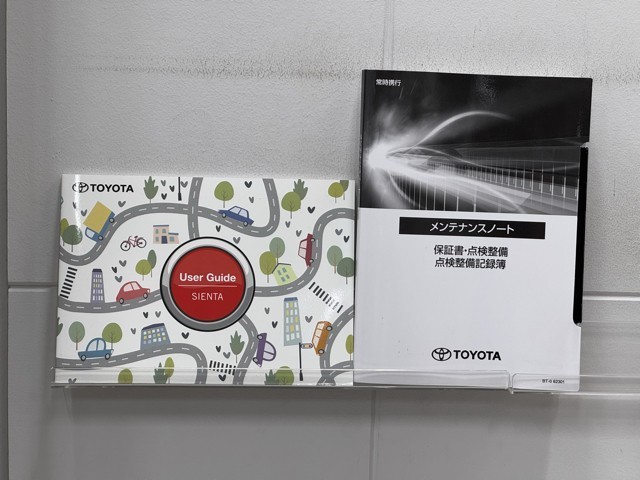 TOYOTA
User Guide
SIENTA
常時携行
メンテナンスノート
保証書・点検整備
点検整備記録簿
TOYOTA